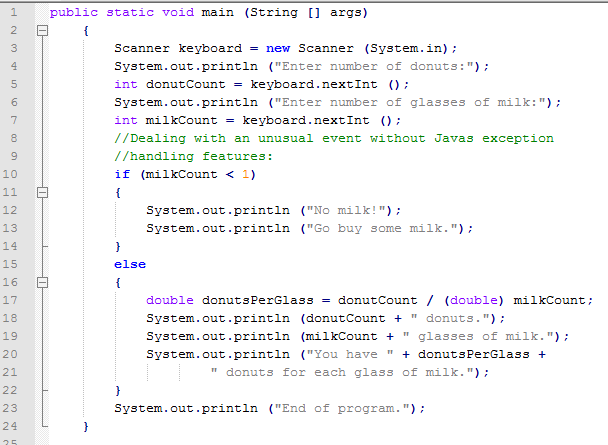 1 public static void main (String [] args)
2 {
3 Scanner keyboard = new Scanner (System.in);
4 System.out.println ("Enter number of donuts:");
5 int donutCount = keyboard.nextInt ();
6 System.out.println ("Enter number of glasses of milk:");
7 int milkCount = keyboard.nextInt ();
8 //Dealing with an unusual event without Javas exception
9 //handling features:
10 if (milkCount < 1)
11 {
12 System.out.println ("No milk!");
13 System.out.println ("Go buy some milk.");
14 }
15 else
16 {
17 double donutsPerGlass = donutCount / (double) milkCount;
18 System.out.println (donutCount + " donuts.");
19 System.out.println (milkCount + " glasses of milk.");
20 System.out.println ("You have " + donutsPerGlass +
21 " donuts for each glass of milk.");
22 }
23 System.out.println ("End of program.");
24 }
25